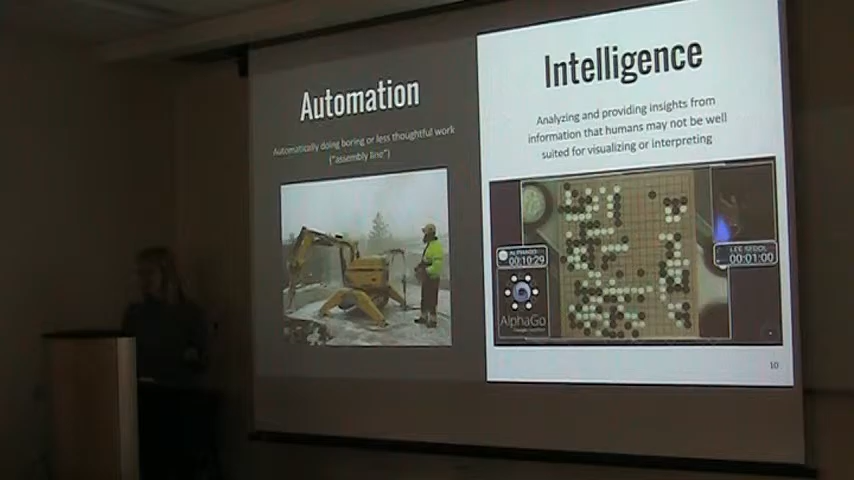 Automation
Automatically doing boring or less thoughtful work
("assembly line")
Intelligence
Analyzing and providing insights from
information that humans may not be well
suited for visualizing or interpreting
ALPHAGO
00:10:29
LEE SEDOL
00:01:00
AlphaGo
10